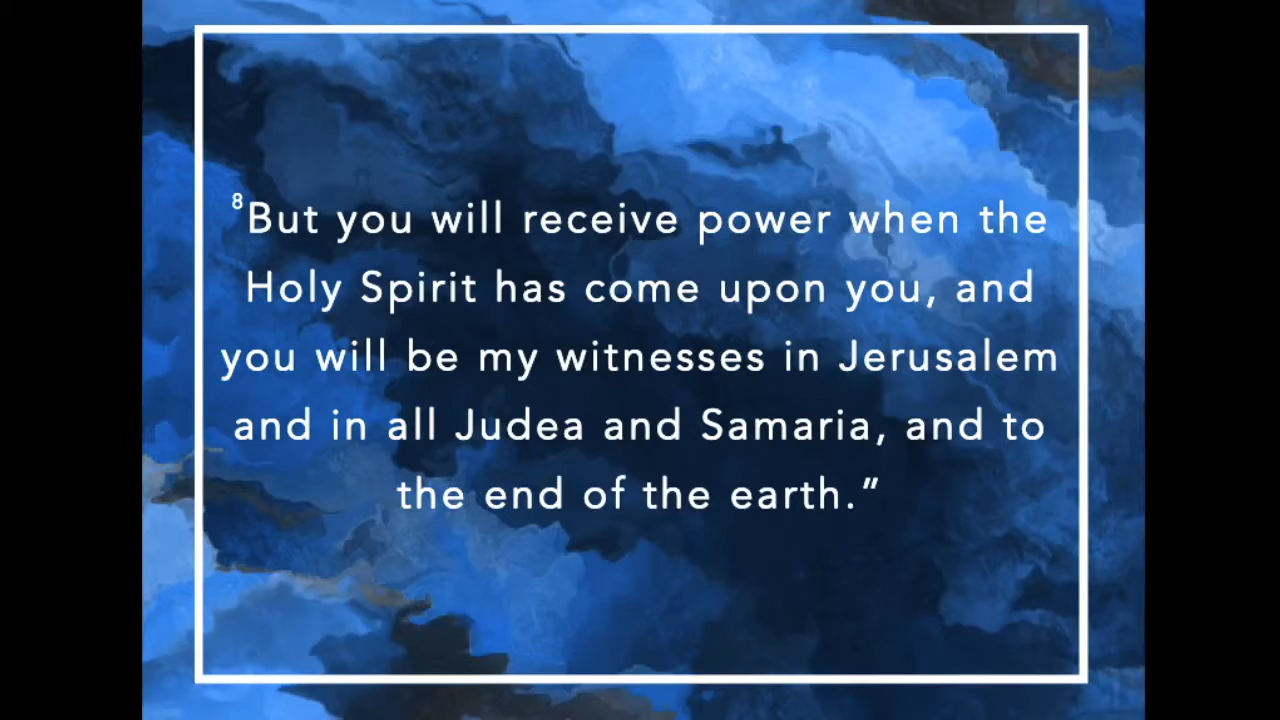 ⁸But you will receive power when the
Holy Spirit has come upon you, and
you will be my witnesses in Jerusalem
and in all Judea and Samaria, and to
the end of the earth.”